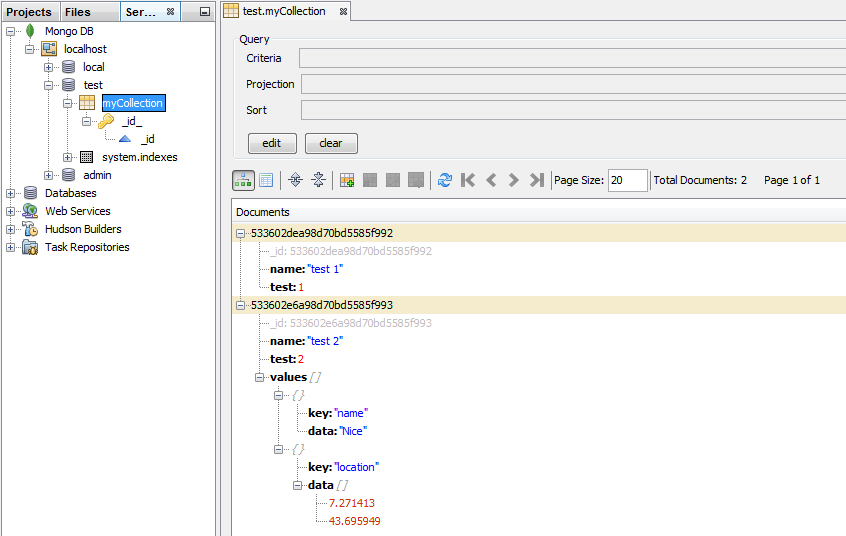 Projects Files Ser...
Mongo DB
localhost
local
test
myCollection
_id_
_id
system.indexes
admin
Databases
Web Services
Hudson Builders
Task Repositories
test.myCollection
Query
Criteria
Projection
Sort
edit clear
Page Size: 20 Total Documents: 2 Page 1 of 1
Documents
533602dea98d70bd5585f992
_id: 533602dea98d70bd5585f992
name: "test 1"
test: 1
533602e6a98d70bd5585f993
_id: 533602e6a98d70bd5585f993
name: "test 2"
test: 2
values []
{}
key: "name"
data: "Nice"
{}
key: "location"
data []
7.271413
43.695949